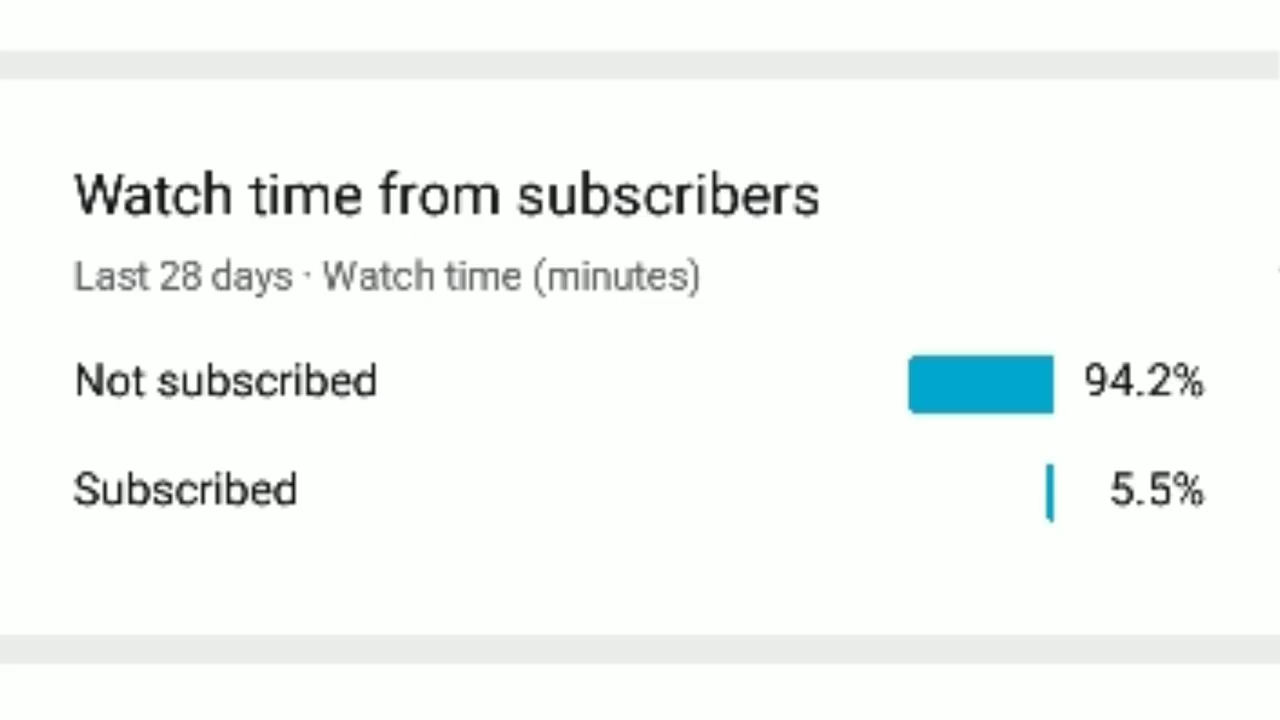 Watch time from subscribers
Last 28 days · Watch time (minutes)
Not subscribed 94.2%
Subscribed 5.5%